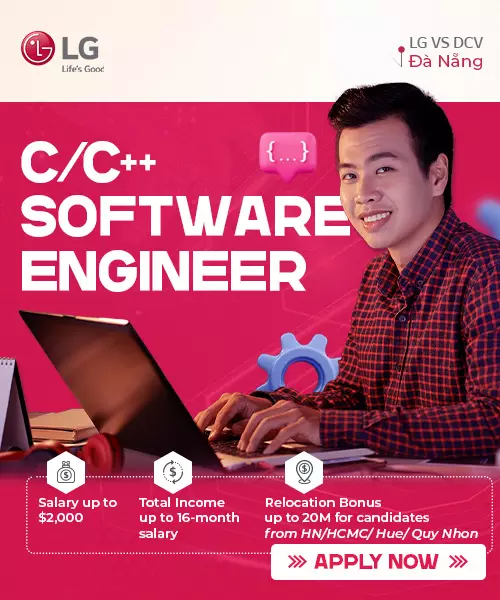 LG
Life's Good
LG VS DCV
Đà Nẵng
{...}
C/C++
SOFTWARE
ENGINEER
Salary up to
$2,000
Total Income
up to 16-month
salary
Relocation Bonus
up to 20M for candidates
from HN/HCMC/ Hue/ Quy Nhon
>>> APPLY NOW >>>